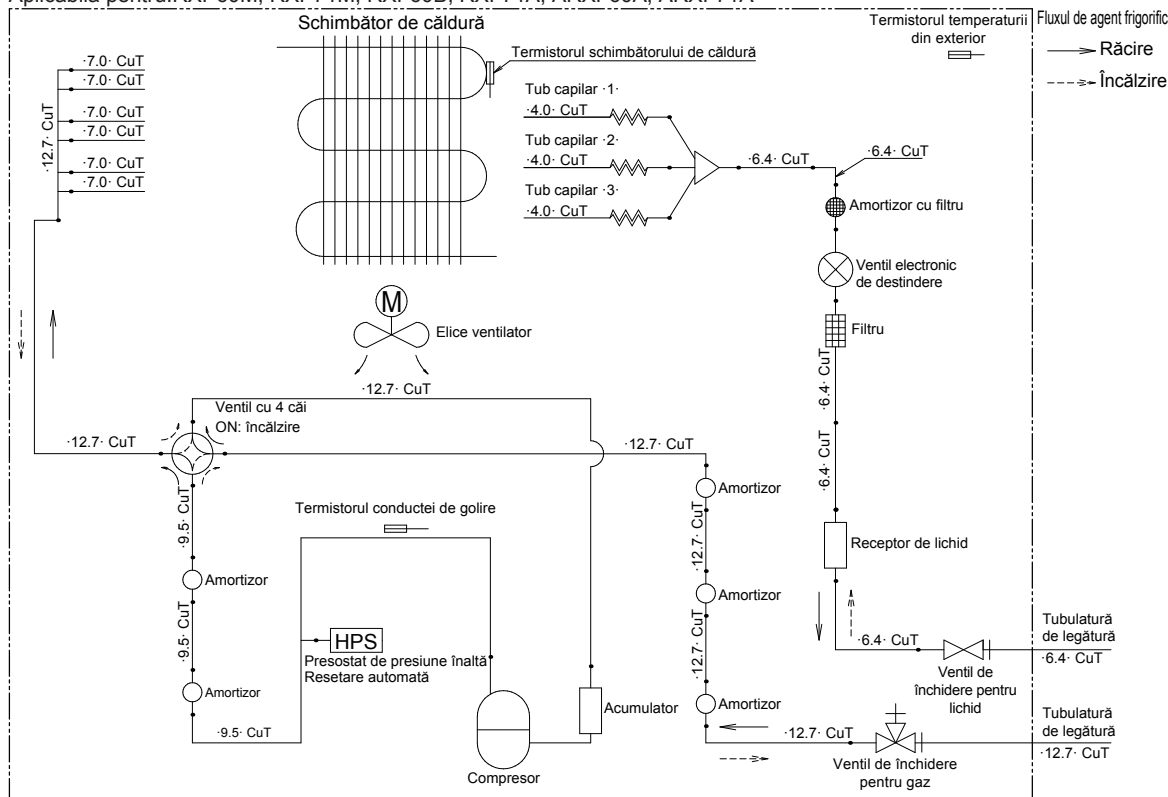 Schimbător de căldură
Termistorul temperaturii
din exterior
Fluxul de agent frigorific
Răcire
Încălzire
Termistorul schimbătorului de căldură
·7.0· CuT
·7.0· CuT
·7.0· CuT
·7.0· CuT
·7.0· CuT
·7.0· CuT
·12.7· CuT
Tub capilar ·1·
·4.0· CuT
Tub capilar ·2·
·4.0· CuT
Tub capilar ·3·
·4.0· CuT
·6.4· CuT
·6.4· CuT
Amortizor cu filtru
Ventil electronic
de destindere
Filtru
·6.4· CuT
·6.4· CuT
M
Elice ventilator
·12.7· CuT
Ventil cu 4 căi
ON: încălzire
·12.7· CuT
·12.7· CuT
·9.5· CuT
Amortizor
·9.5· CuT
Amortizor
·9.5· CuT
Termistorul conductei de golire
HPS
Presostat de presiune înaltă
Resetare automată
Compresor
Acumulator
Amortizor
·12.7· CuT
Amortizor
·12.7· CuT
Amortizor
Receptor de lichid
·6.4· CuT
Ventil de
închidere pentru
lichid
Tubulatură
de legătură
·6.4· CuT
·12.7· CuT
Ventil de închidere
pentru gaz
Tubulatură
de legătură
·12.7· CuT